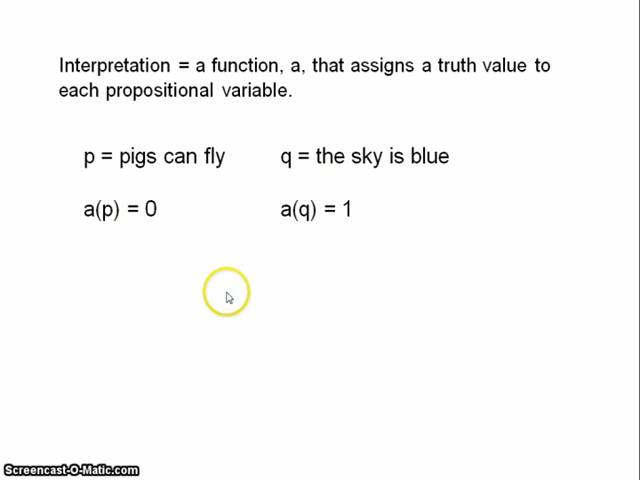 Interpretation = a function, a, that assigns a truth value to
each propositional variable.
p = pigs can fly q = the sky is blue
a(p) = 0 a(q) = 1
Screencast-O-Matic.com